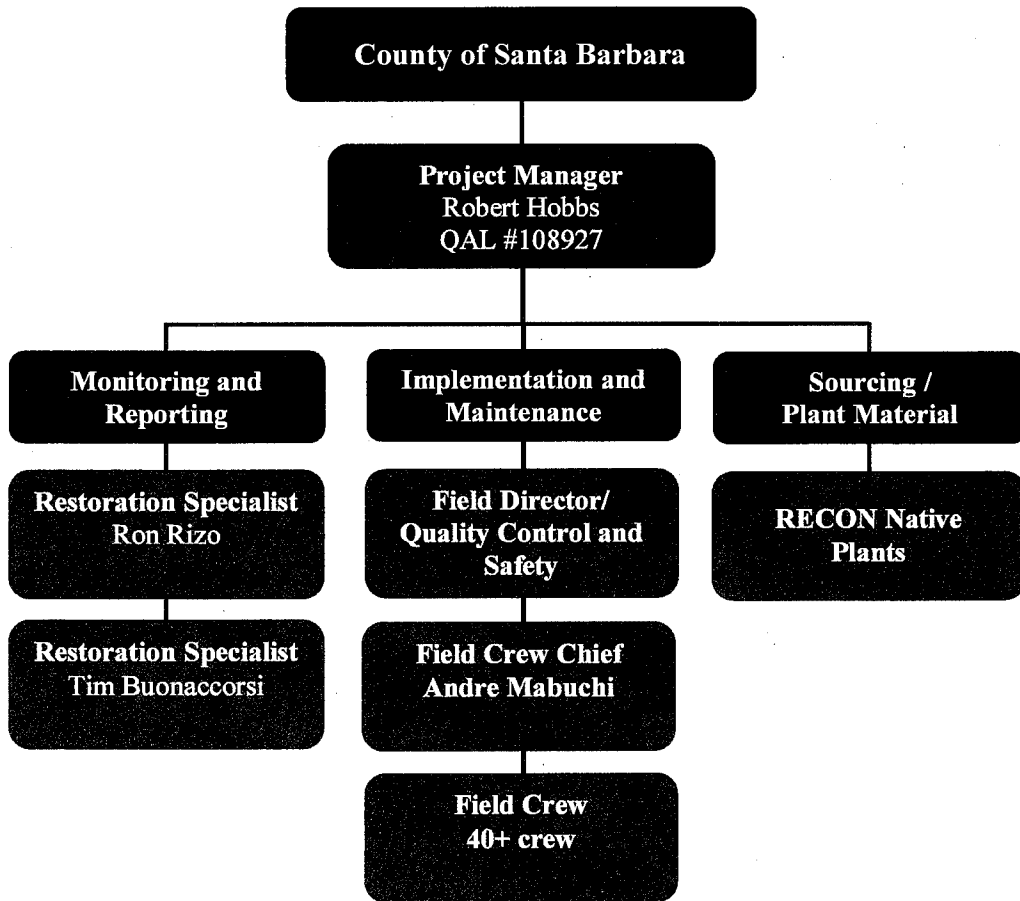 County of Santa Barbara
Project Manager
Robert Hobbs
QAL #108927
Monitoring and
Reporting
Implementation and
Maintenance
Sourcing /
Plant Material
Restoration Specialist
Ron Rizo
Field Director/
Quality Control and
Safety
RECON Native
Plants
Restoration Specialist
Tim Buonaccorsi
Field Crew Chief
Andre Mabuchi
Field Crew
40+ crew